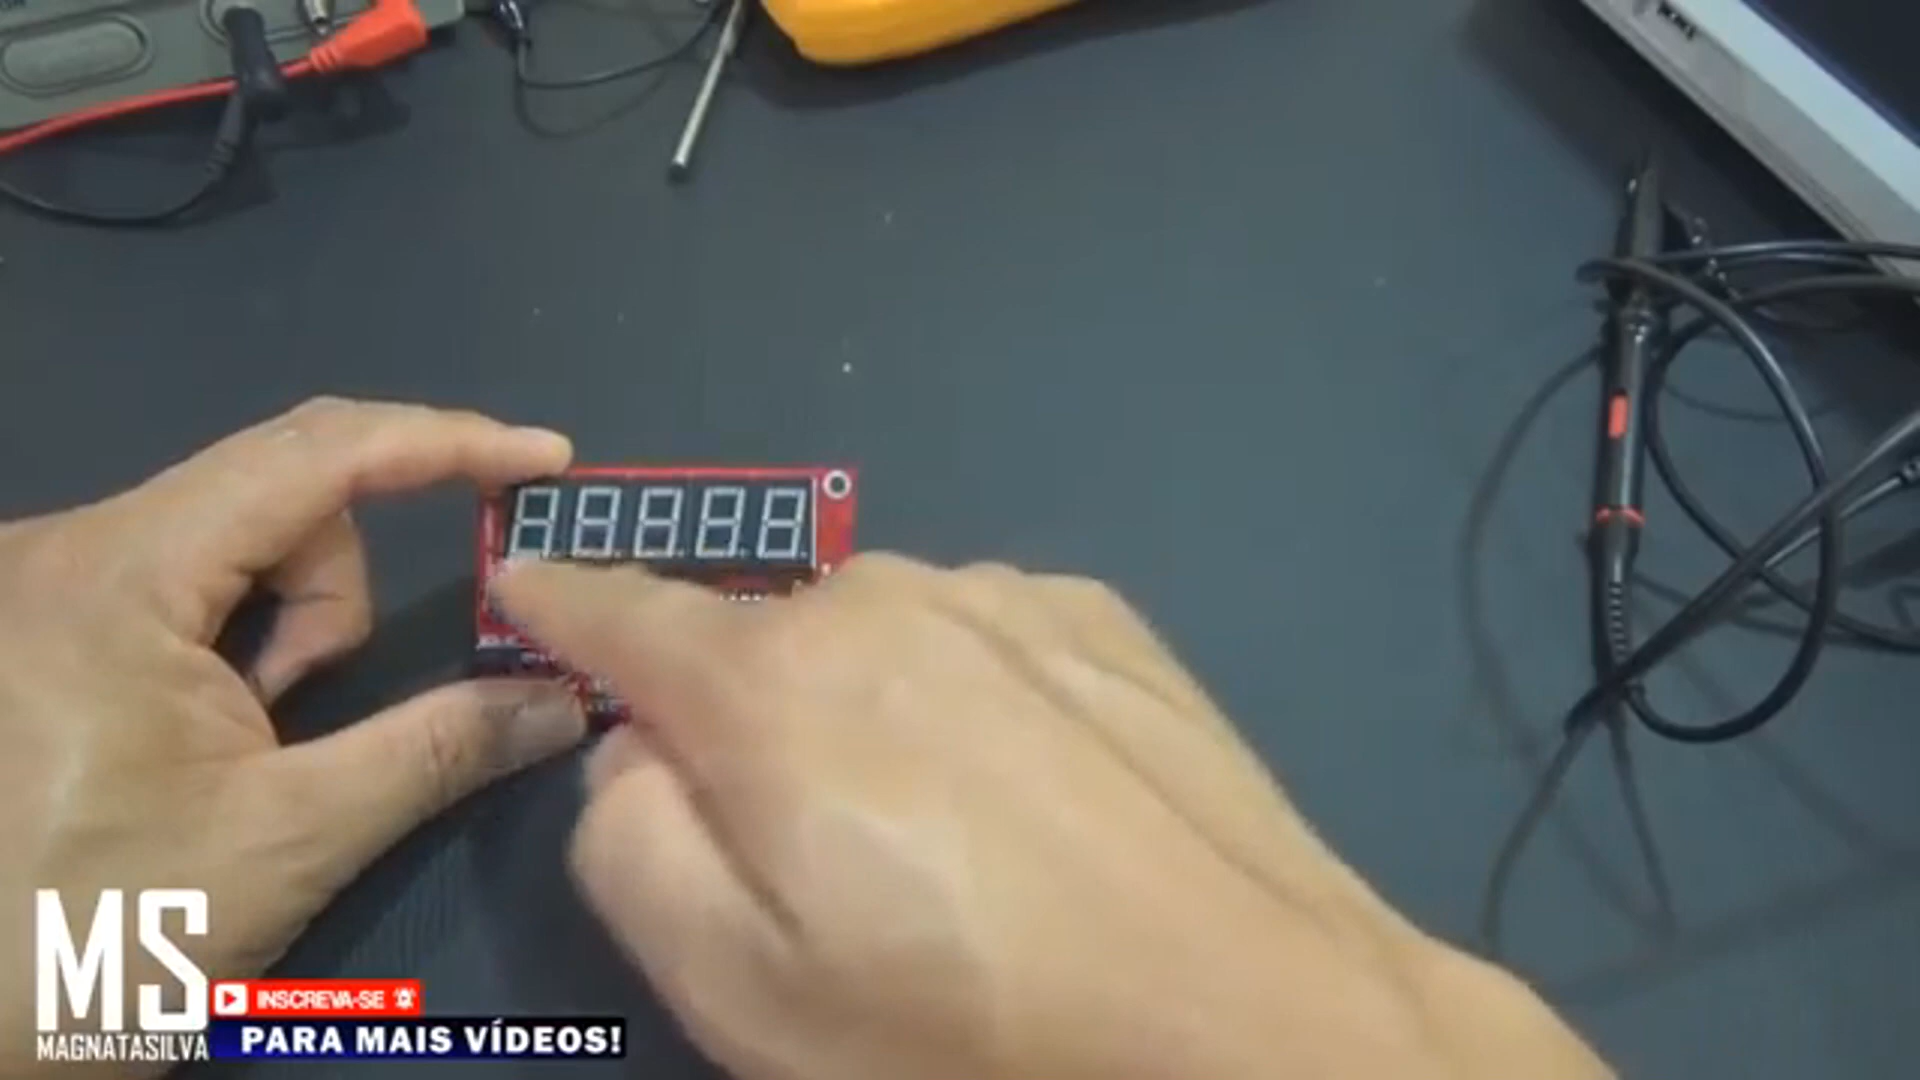 MS
MAGNATASILVA
INSCREVA-SE
PARA MAIS VÍDEOS!